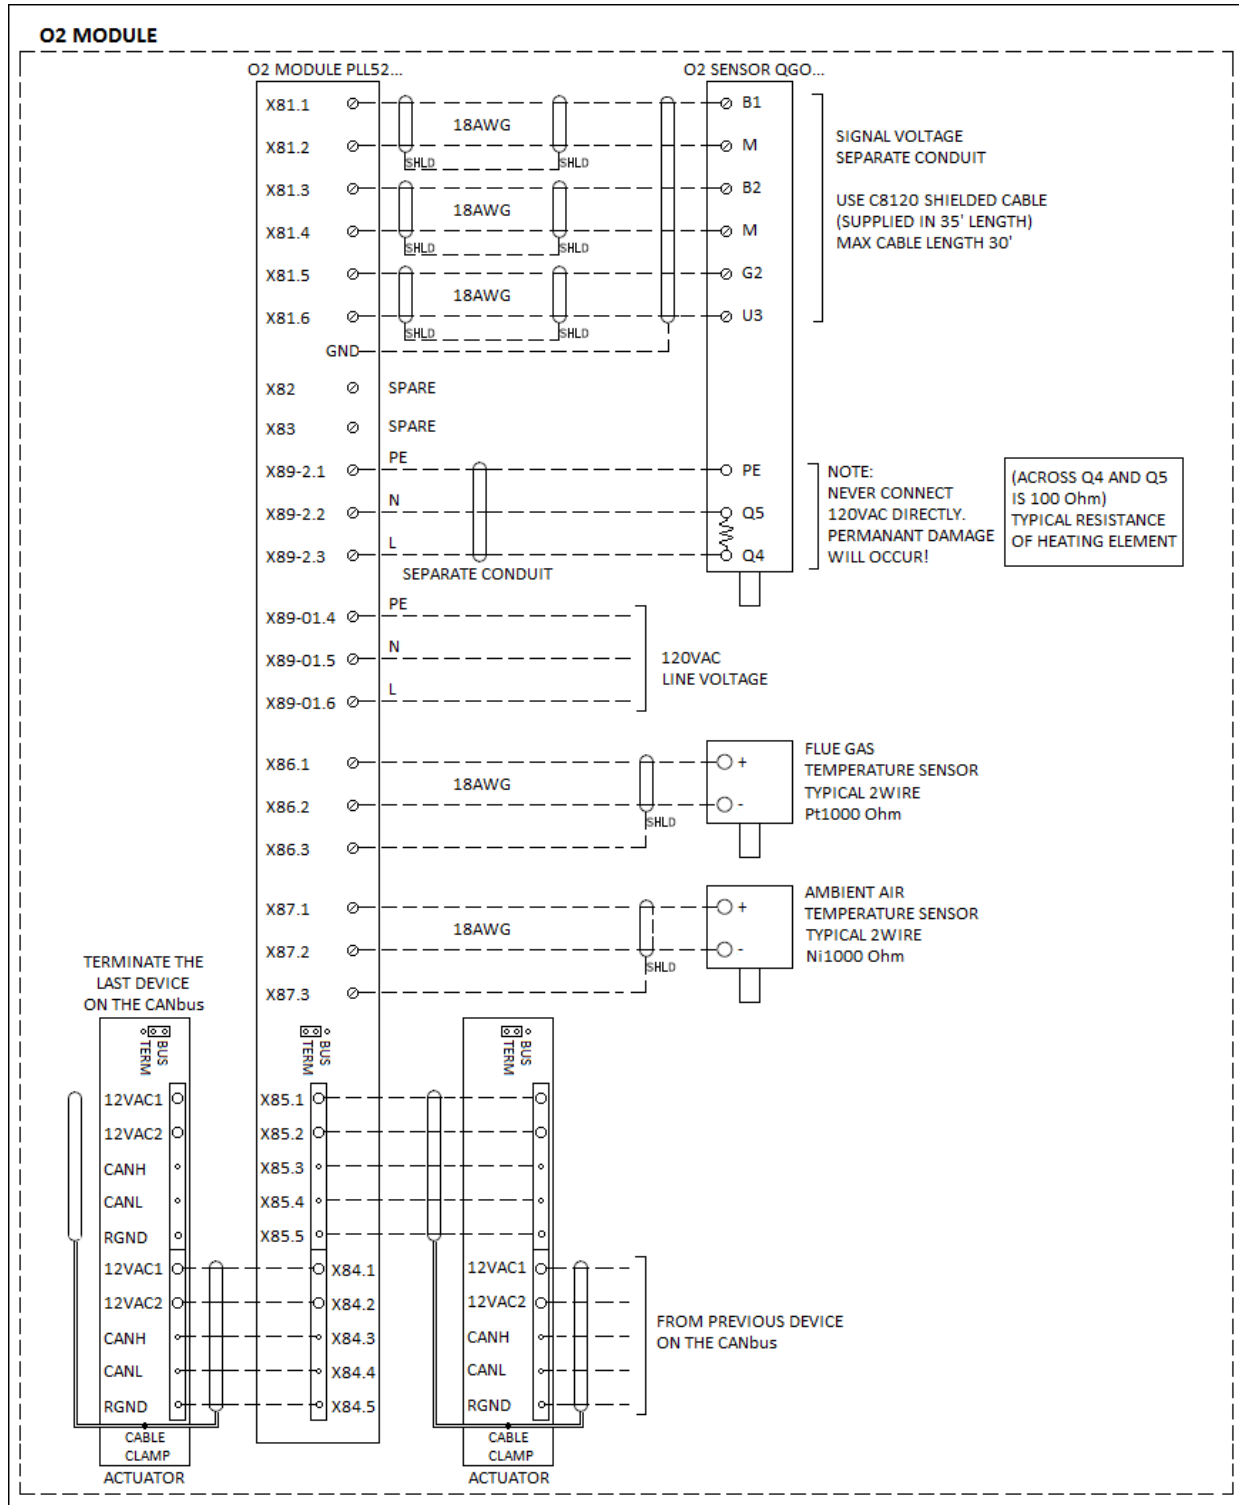 O2 MODULE
O2 MODULE PLL52...
O2 SENSOR QGO...
X81.1
B1
18AWG
X81.2
M
SHLD
SHLD
X81.3
B2
18AWG
X81.4
M
SHLD
SHLD
X81.5
G2
18AWG
X81.6
U3
SHLD
SHLD
GND
SIGNAL VOLTAGE
SEPARATE CONDUIT
USE C8120 SHIELDED CABLE
(SUPPLIED IN 35' LENGTH)
MAX CABLE LENGTH 30'
X82
SPARE
X83
SPARE
X89-2.1
PE
PE
X89-2.2
N
Q5
X89-2.3
L
Q4
SEPARATE CONDUIT
NOTE:
NEVER CONNECT
120VAC DIRECTLY.
PERMANANT DAMAGE
WILL OCCUR!
(ACROSS Q4 AND Q5
IS 100 Ohm)
TYPICAL RESISTANCE
OF HEATING ELEMENT
X89-01.4
PE
X89-01.5
N
X89-01.6
L
120VAC
LINE VOLTAGE
X86.1
+
18AWG
X86.2
-
SHLD
X86.3
FLUE GAS
TEMPERATURE SENSOR
TYPICAL 2WIRE
Pt1000 Ohm
X87.1
+
18AWG
X87.2
-
SHLD
X87.3
AMBIENT AIR
TEMPERATURE SENSOR
TYPICAL 2WIRE
Ni1000 Ohm
TERMINATE THE
LAST DEVICE
ON THE CANbus
BUS
TERM
BUS
TERM
BUS
TERM
12VAC1
X85.1
12VAC2
X85.2
CANH
X85.3
CANL
X85.4
RGND
X85.5
12VAC1
X84.1
12VAC1
12VAC2
X84.2
12VAC2
CANH
X84.3
CANH
CANL
X84.4
CANL
RGND
X84.5
RGND
FROM PREVIOUS DEVICE
ON THE CANbus
CABLE
CLAMP
CABLE
CLAMP
ACTUATOR
ACTUATOR